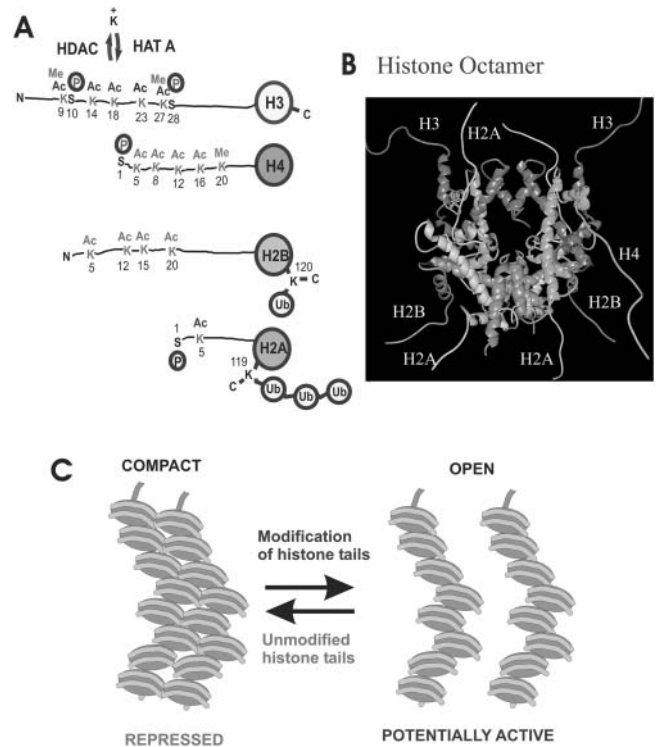 A
+
K
HDAC
HAT A
Me P Me P
Ac Ac Ac Ac Ac
N KS K K K KS
9 10 14 18 23 27 28
H3
C
P
Ac Ac Ac Ac Me
S K K K K K
1 5 8 12 16 20
H4
Ac Ac Ac Ac
N K K K K
5 12 15 20
H2B
120
K C
Ub
1 Ac
S K
P 5
H2A
119
C K
Ub Ub Ub
B Histone Octamer
H3 H2A H3
H4
H2B H2B
H2A H2A
C
COMPACT
OPEN
Modification
of histone tails
Unmodified
histone tails
REPRESSED
POTENTIALLY ACTIVE